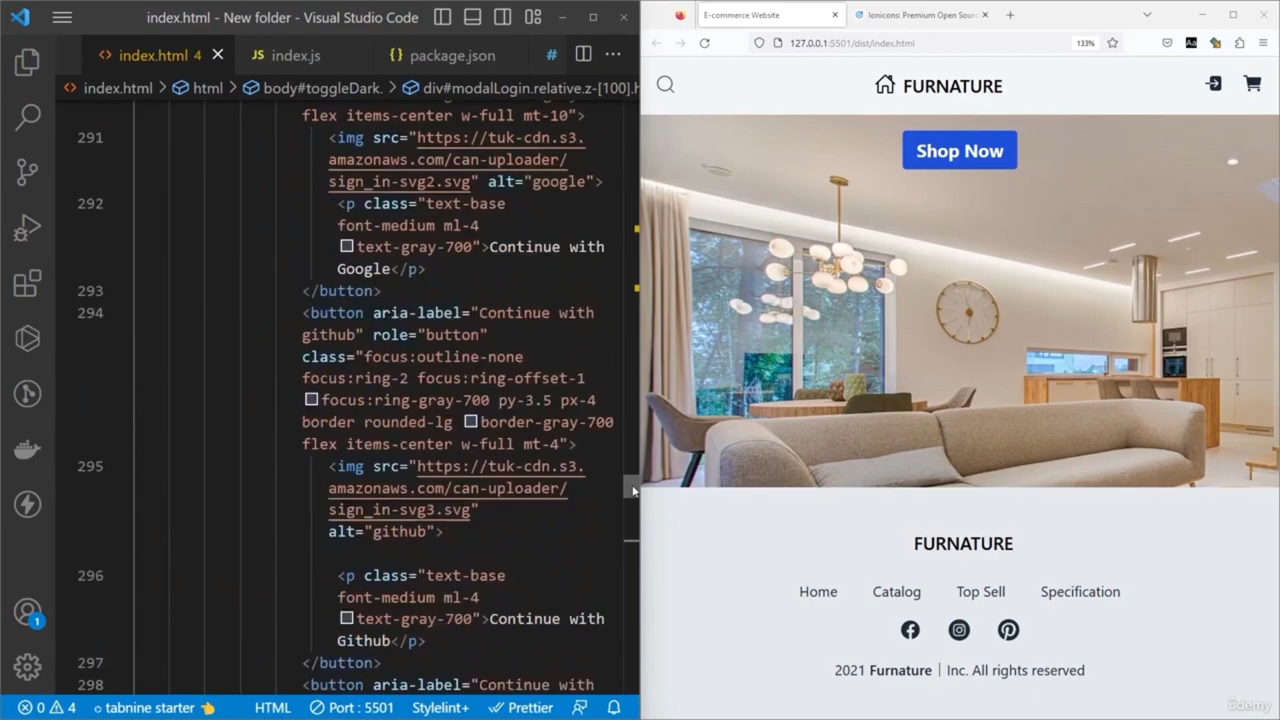 index.html - New folder - Visual Studio Code
index.html 4
JS index.js
{} package.json
#
index.html > html > body#toggleDark. > div#modalLogin.relative.z-[100].h
flex items-center w-full mt-10">
291 <img src="https://tuk-cdn.s3.
amazonaws.com/can-uploader/
sign_in-svg2.svg" alt="google">
292 <p class="text-base
font-medium ml-4
text-gray-700">Continue with
Google</p>
293 </button>
294 <button aria-label="Continue with
github" role="button"
class="focus:outline-none
focus:ring-2 focus:ring-offset-1
focus:ring-gray-700 py-3.5 px-4
border rounded-lg border-gray-700
flex items-center w-full mt-4">
295 <img src="https://tuk-cdn.s3.
amazonaws.com/can-uploader/
sign_in-svg3.svg"
alt="github">
296 <p class="text-base
font-medium ml-4
text-gray-700">Continue with
Github</p>
297 </button>
298 <button aria-label="Continue with
1
0 4 tabnine starter HTML Port : 5501 Stylelint+ Prettier
E-commerce Website
Ionicons: Premium Open Sour
127.0.0.1:5501/dist/index.html
133%
FURNATURE
Shop Now
FURNATURE
Home Catalog Top Sell Specification
2021 Furnature | Inc. All rights reserved
ûdemy